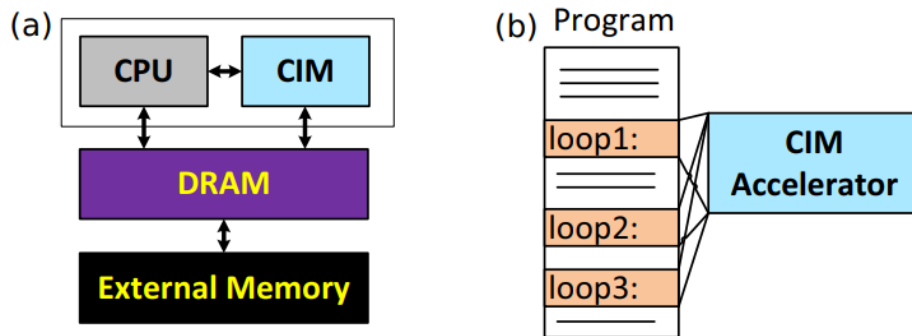 (a)
CPU
CIM
DRAM
External Memory
(b)
Program
loop1:
loop2:
loop3:
CIM
Accelerator